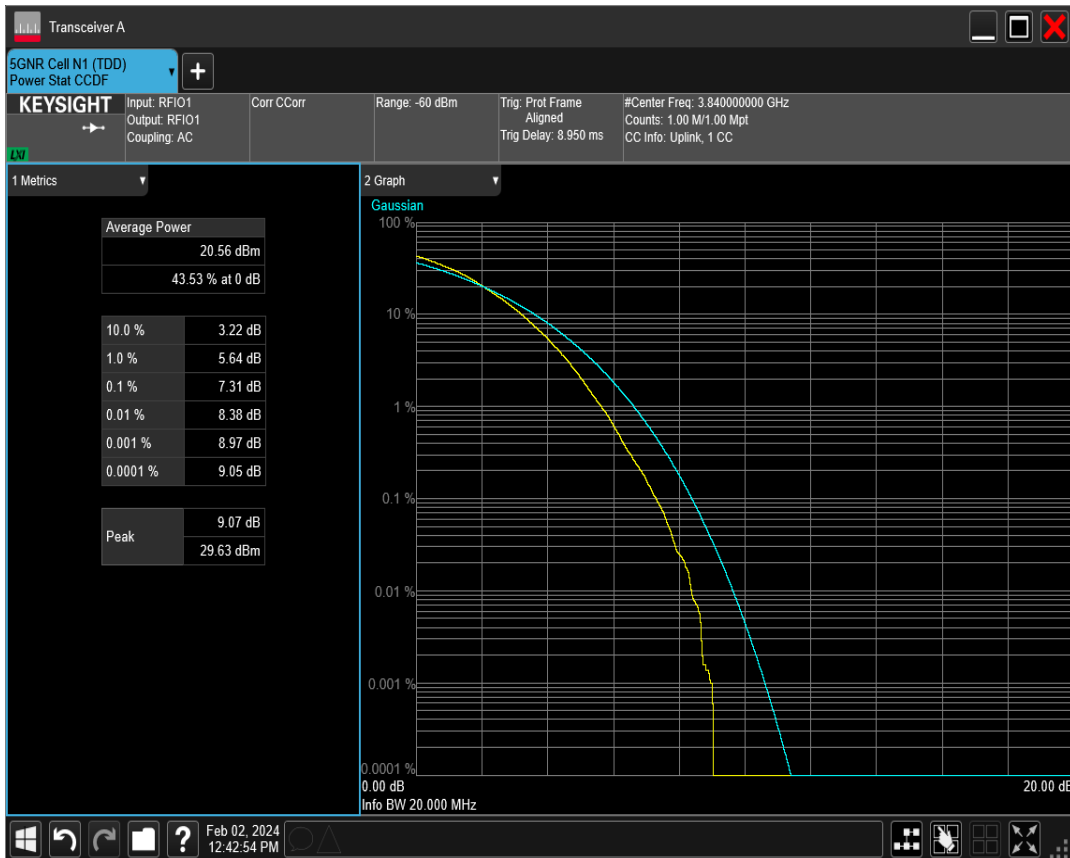 Transceiver A
5GNR Cell N1 (TDD)
Power Stat CCDF
KEYSIGHT
LXI
Input: RFIO1
Output: RFIO1
Coupling: AC
Corr CCorr
Range: -60 dBm
Trig: Prot Frame
Aligned
Trig Delay: 8.950 ms
#Center Freq: 3.840000000 GHz
Counts: 1.00 M/1.00 Mpt
CC Info: Uplink, 1 CC
1 Metrics
Average Power
20.56 dBm
43.53 % at 0 dB
10.0 % 3.22 dB
1.0 % 5.64 dB
0.1 % 7.31 dB
0.01 % 8.38 dB
0.001 % 8.97 dB
0.0001 % 9.05 dB
Peak
9.07 dB
29.63 dBm
2 Graph
Gaussian
100 %
10 %
1 %
0.1 %
0.01 %
0.001 %
0.0001 %
0.00 dB 20.00 dB
Info BW 20.000 MHz
Feb 02, 2024
12:42:54 PM